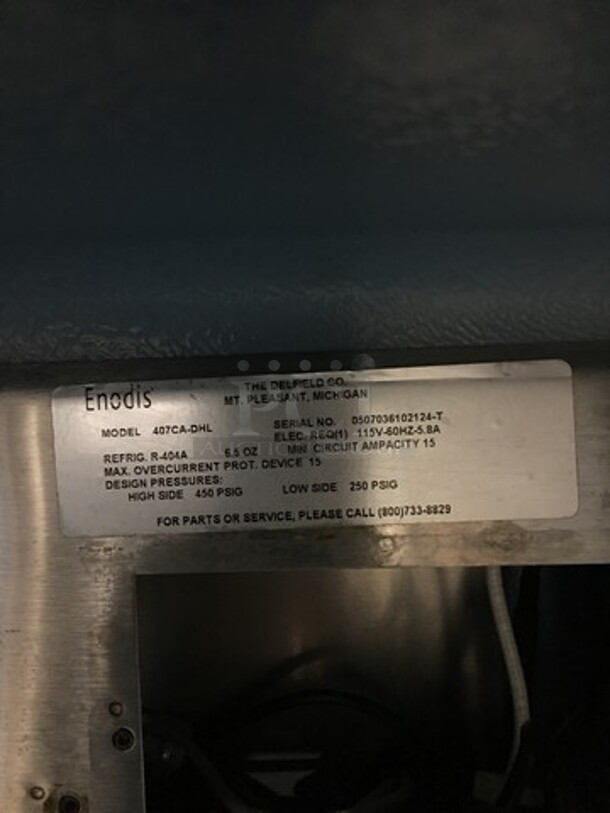 Enodis
THE DELFIELD CO.
MT. PLEASANT, MICHIGAN
MODEL 407CA-DHL SERIAL NO. 0507036102124-T
ELEC. REQ(1) 115V-60HZ-5.8A
REFRIG. R-404A 6.5 OZ MIN CIRCUIT AMPACITY 15
MAX. OVERCURRENT PROT. DEVICE 15
DESIGN PRESSURES:
HIGH SIDE 450 PSIG LOW SIDE 250 PSIG
FOR PARTS OR SERVICE, PLEASE CALL (800)733-8829